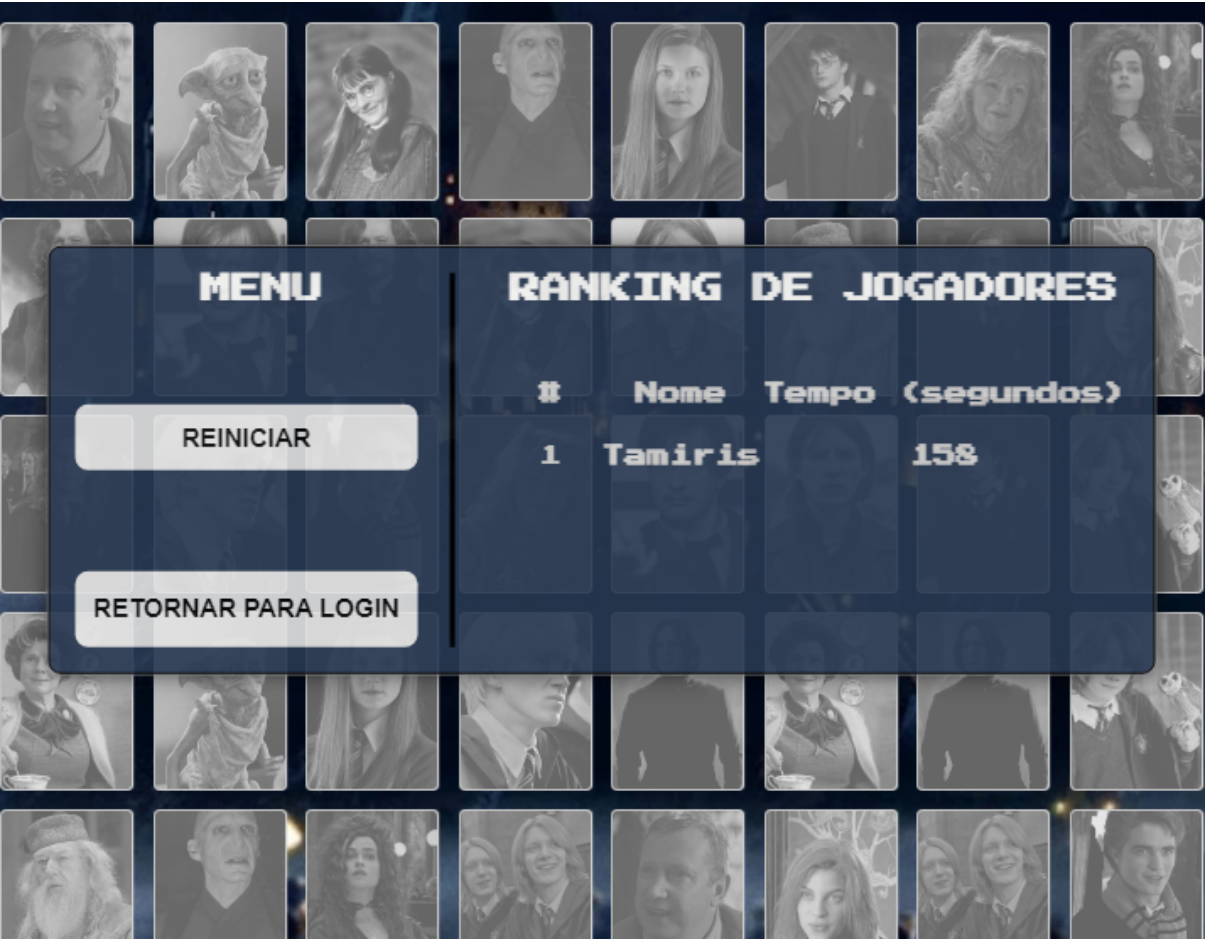 MENU
RANKING DE JOGADORES
# Nome Tempo (segundos)
1 Tamiris 158
REINICIAR
RETORNAR PARA LOGIN